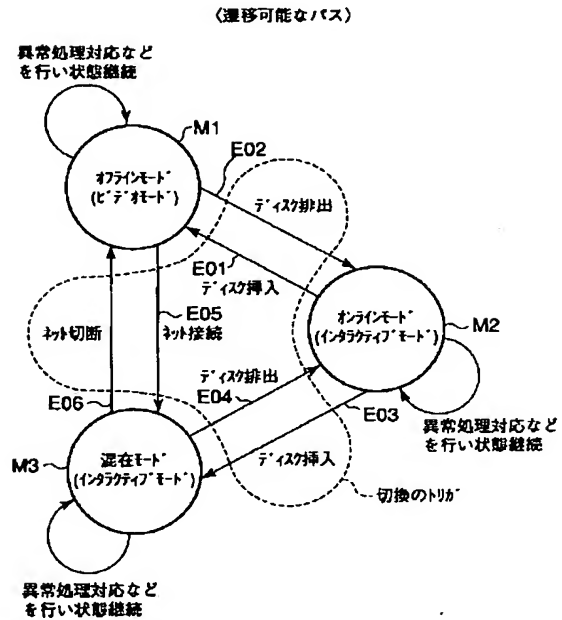 〈遷移可能なパス〉
異常処理対応など
を行い状態継続
M1
E02
オフラインモード
(ビデオモード)
ディスク排出
E01
ディスク挿入
E05
ネット切断
ネット接続
オンラインモード
(インタラクティブモード)
M2
ディスク排出
E06
E04
E03
異常処理対応など
を行い状態継続
M3
混在モード
(インタラクティブモード)
ディスク挿入
切換のトリガ
異常処理対応など
を行い状態継続